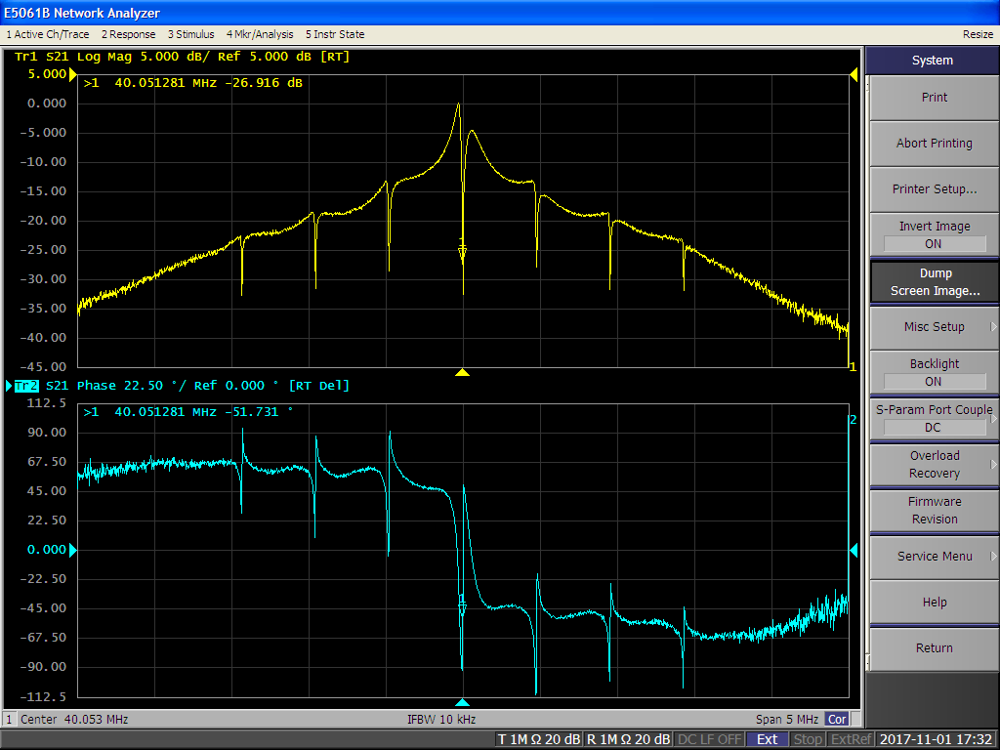 E5061B Network Analyzer
1 Active Ch/Trace 2 Response 3 Stimulus 4 Mkr/Analysis 5 Instr State Resize
Tr1 S21 Log Mag 5.000 dB/ Ref 5.000 dB [RT]
5.000
>1 40.051281 MHz -26.916 dB
0.000
-5.000
-10.00
-15.00
-20.00
-25.00
1
-30.00
-35.00
-40.00
-45.00
1
Tr2 S21 Phase 22.50 °/ Ref 0.000 ° [RT Del]
112.5
>1 40.051281 MHz -51.731 °
2
90.00
67.50
45.00
22.50
0.000
-22.50
-45.00
1
-67.50
-90.00
-112.5
1 Center 40.053 MHz IFBW 10 kHz Span 5 MHz Cor
System
Print
Abort Printing
Printer Setup...
Invert Image
ON
Dump
Screen Image...
Misc Setup
Backlight
ON
S-Param Port Couple
DC
Overload
Recovery
Firmware
Revision
Service Menu
Help
Return
T 1M Ω 20 dB R 1M Ω 20 dB DC LF OFF Ext Stop ExtRef 2017-11-01 17:32